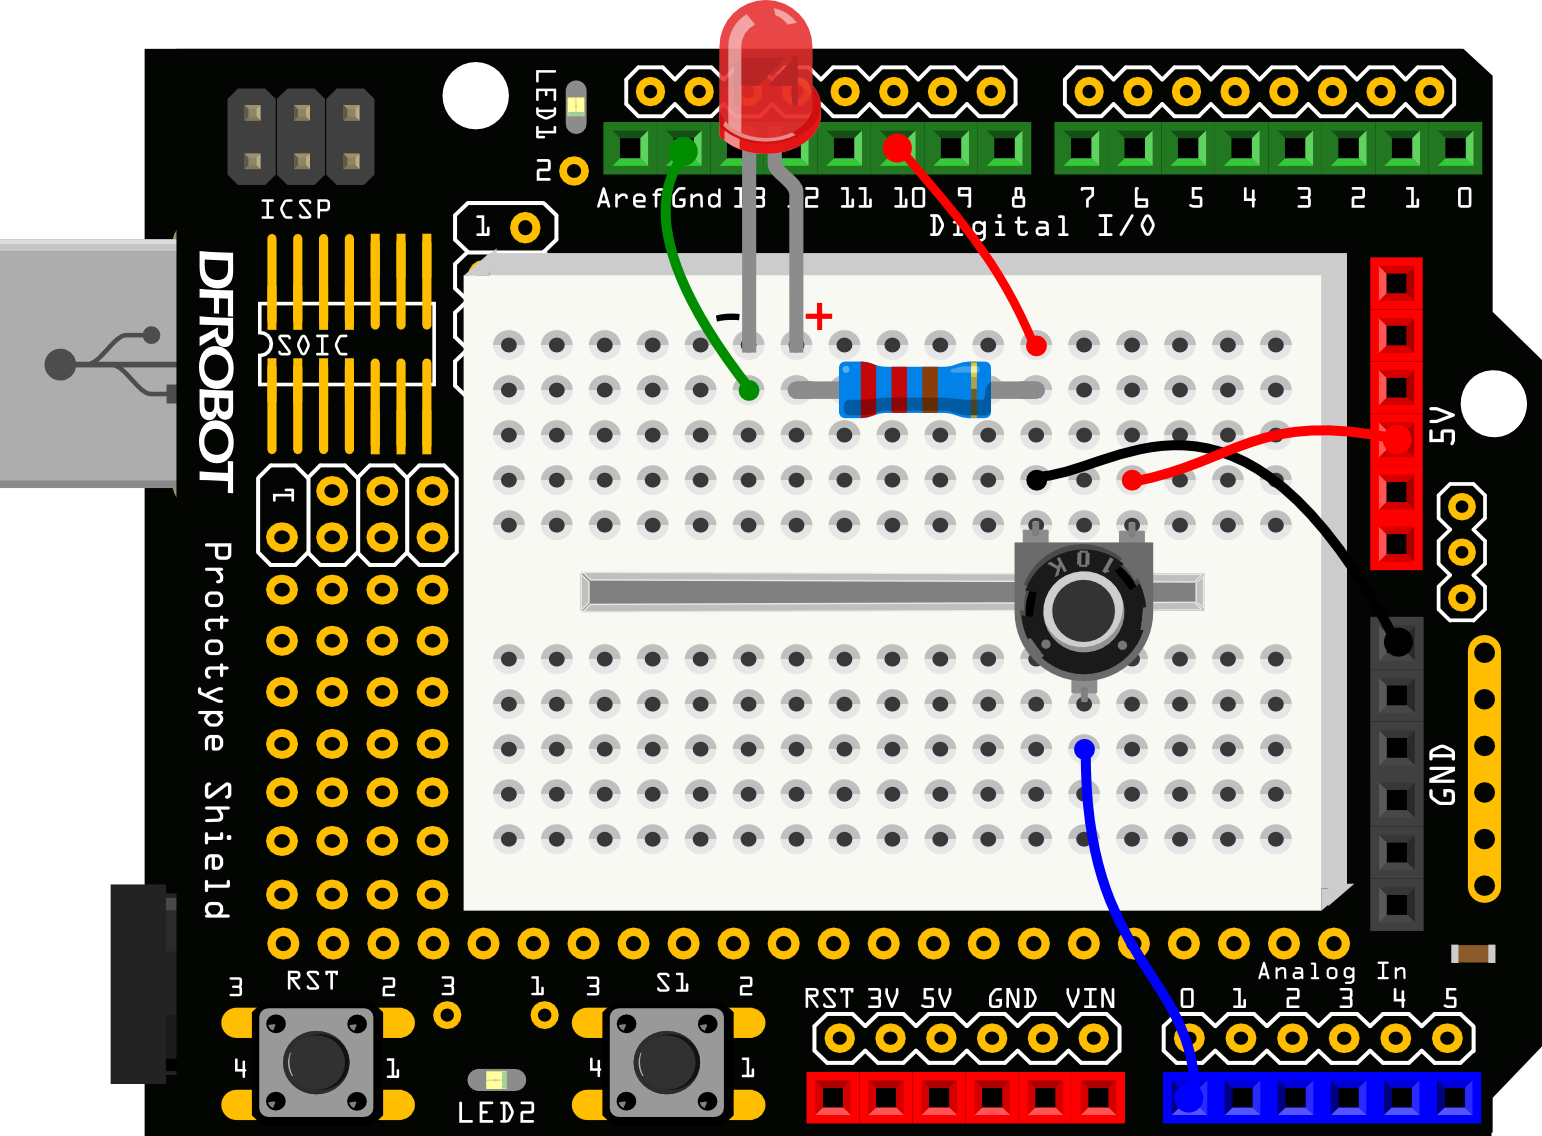 LED1
2
ICSP
1
Aref Gnd 13 12 11 10 9 8 7 6 5 4 3 2 1 0
Digital I/O
DFROBOT
SOIC
− +
5V
1
10K
Prototype Shield
GND
Analog In
RST 3V 5V GND VIN 0 1 2 3 4 5
3 RST 2 3 1 3 S1 2
4 1 4 1
LED2